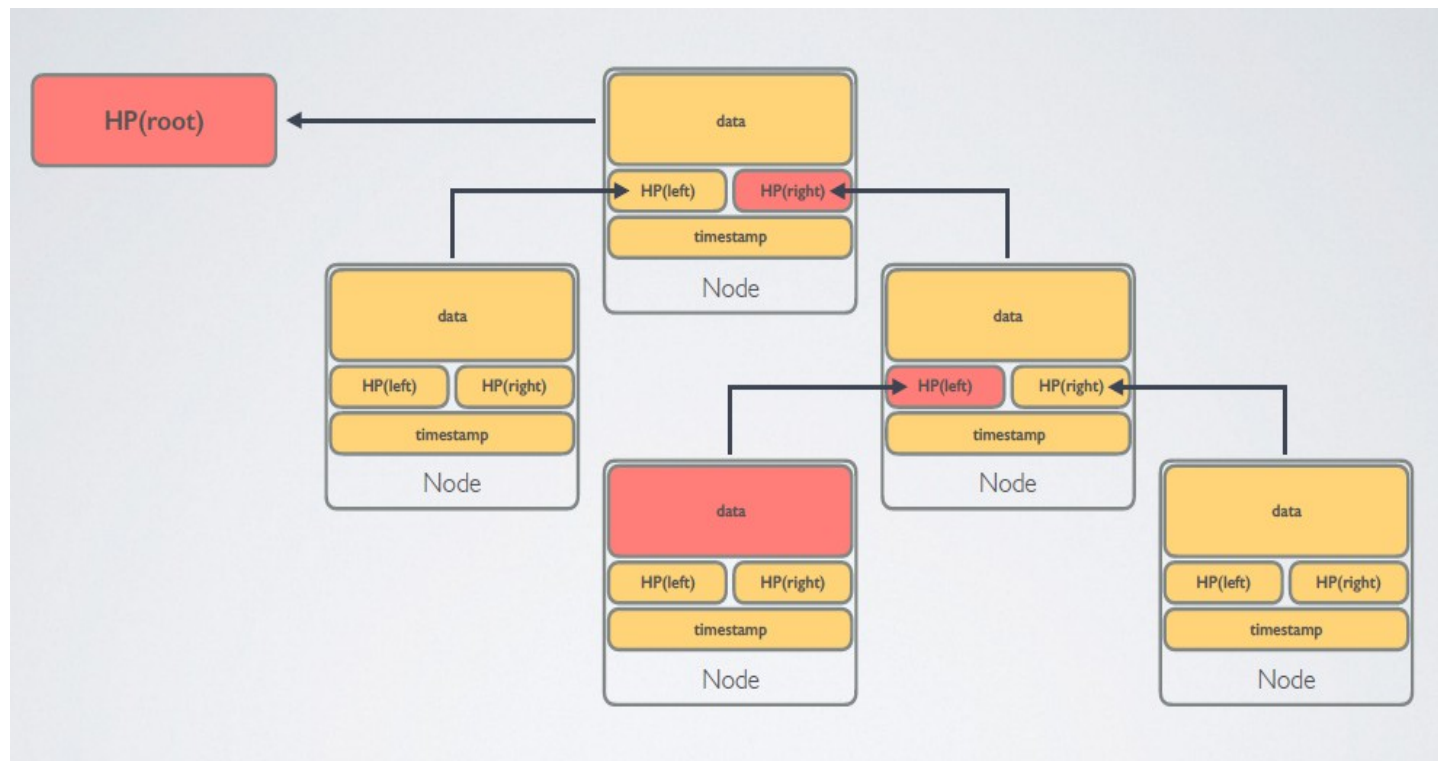 HP(root)
data
HP(left) HP(right)
timestamp
Node
data
HP(left) HP(right)
timestamp
Node
data
HP(left) HP(right)
timestamp
Node
data
HP(left) HP(right)
timestamp
Node
data
HP(left) HP(right)
timestamp
Node